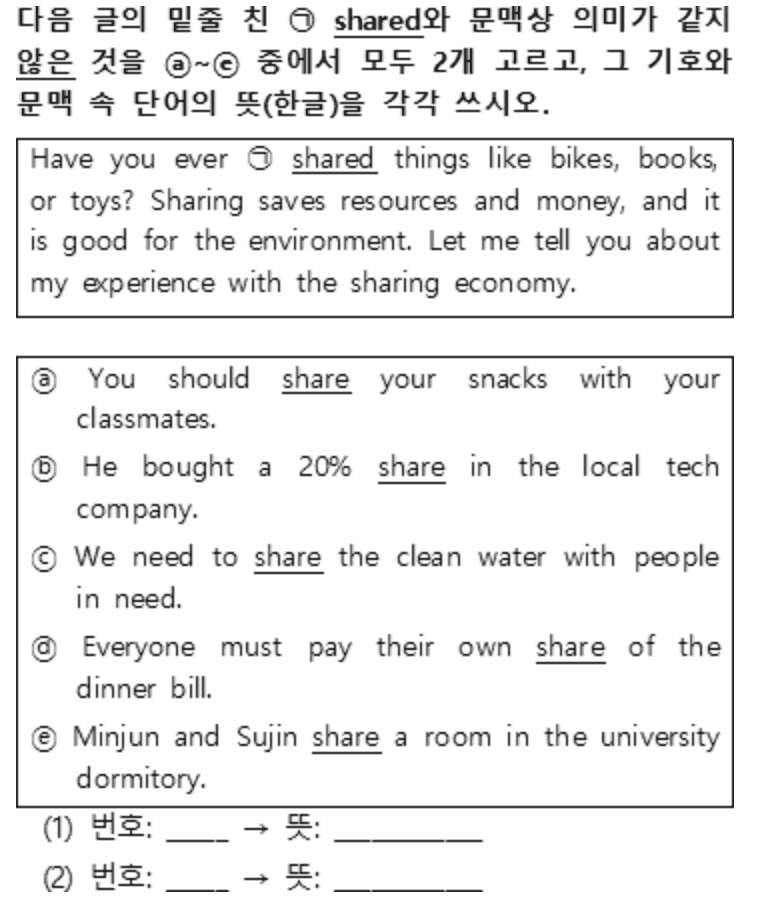 다음 글의 밑줄 친 ㉠ shared와 문맥상 의미가 같지
않은 것을 ⓐ~ⓔ 중에서 모두 2개 고르고, 그 기호와
문맥 속 단어의 뜻(한글)을 각각 쓰시오.
Have you ever ㉠ shared things like bikes, books,
or toys? Sharing saves resources and money, and it
is good for the environment. Let me tell you about
my experience with the sharing economy.
ⓐ You should share your snacks with your
classmates.
ⓑ He bought a 20% share in the local tech
company.
ⓒ We need to share the clean water with people
in need.
ⓓ Everyone must pay their own share of the
dinner bill.
ⓔ Minjun and Sujin share a room in the university
dormitory.
(1) 번호: ____ → 뜻: __________
(2) 번호: ____ → 뜻: __________